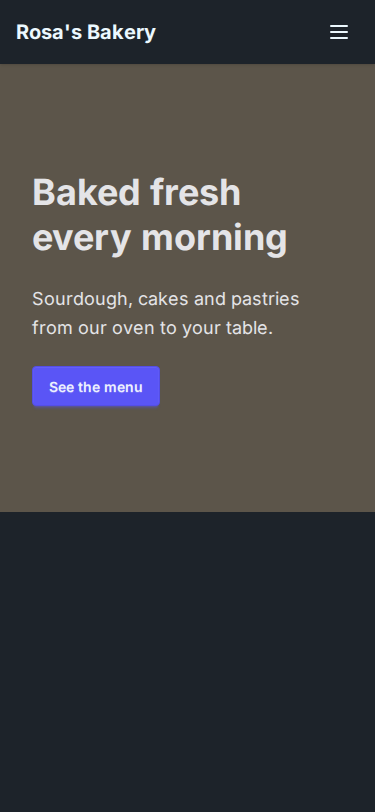 Rosa's Bakery
Baked fresh
every morning
Sourdough, cakes and pastries
from our oven to your table.
See the menu